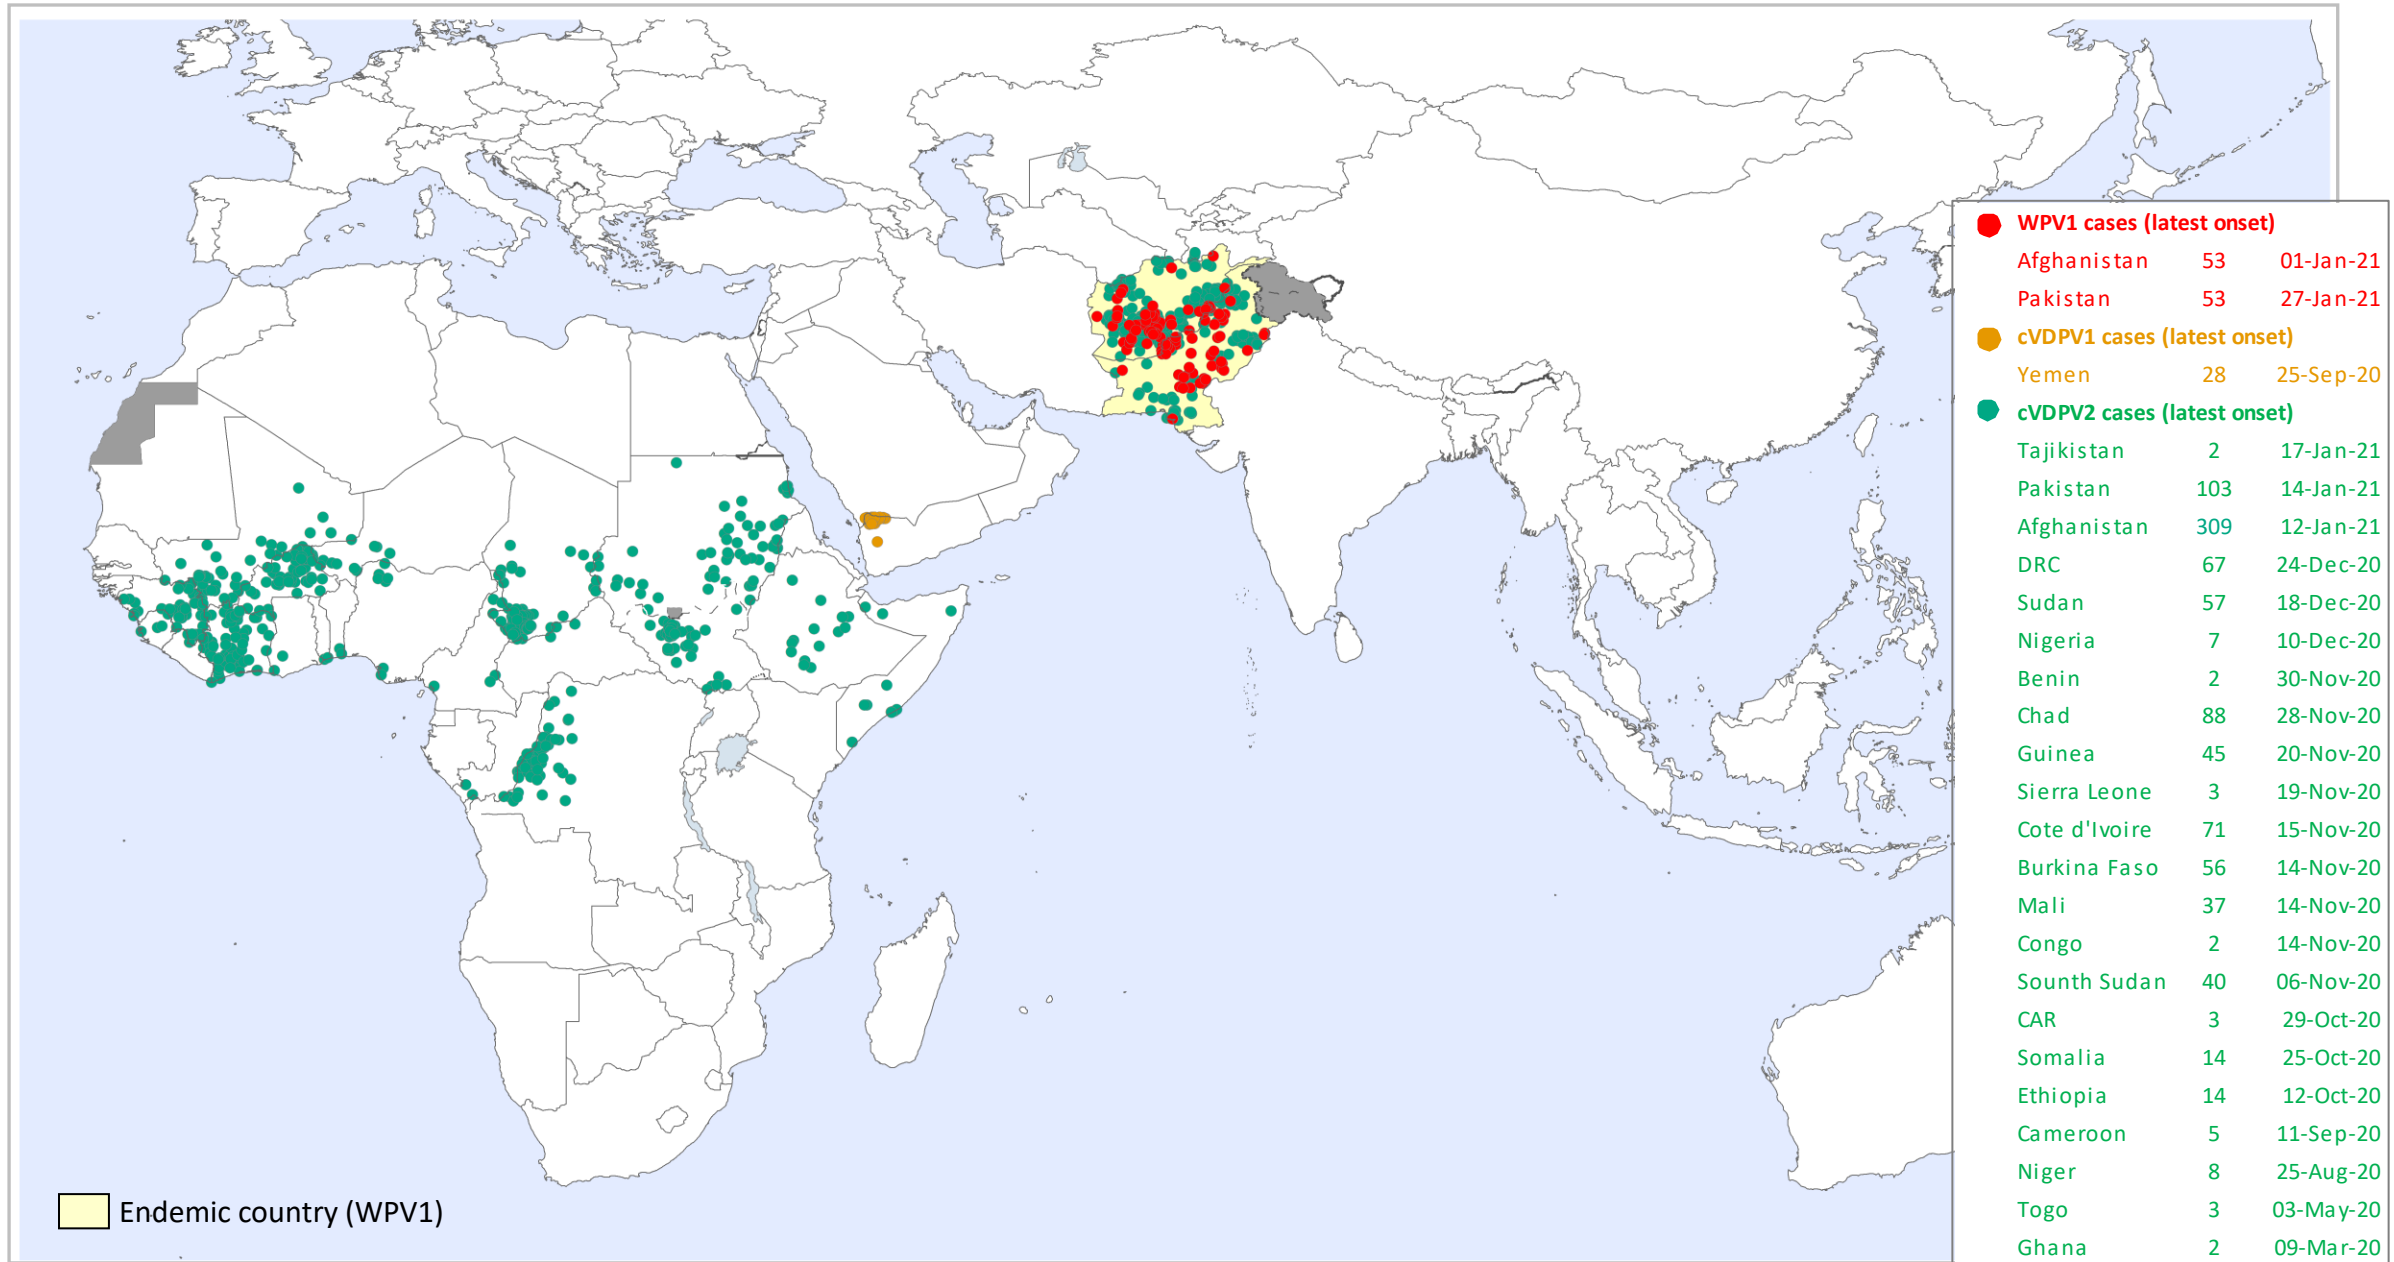 WPV1 cases (latest onset)
Afghanistan 53 01-Jan-21
Pakistan 53 27-Jan-21
cVDPV1 cases (latest onset)
Yemen 28 25-Sep-20
cVDPV2 cases (latest onset)
Tajikistan 2 17-Jan-21
Pakistan 103 14-Jan-21
Afghanistan 309 12-Jan-21
DRC 67 24-Dec-20
Sudan 57 18-Dec-20
Nigeria 7 10-Dec-20
Benin 2 30-Nov-20
Chad 88 28-Nov-20
Guinea 45 20-Nov-20
Sierra Leone 3 19-Nov-20
Cote d'Ivoire 71 15-Nov-20
Burkina Faso 56 14-Nov-20
Mali 37 14-Nov-20
Congo 2 14-Nov-20
Sounth Sudan 40 06-Nov-20
CAR 3 29-Oct-20
Somalia 14 25-Oct-20
Ethiopia 14 12-Oct-20
Cameroon 5 11-Sep-20
Niger 8 25-Aug-20
Togo 3 03-May-20
Ghana 2 09-Mar-20
Endemic country (WPV1)